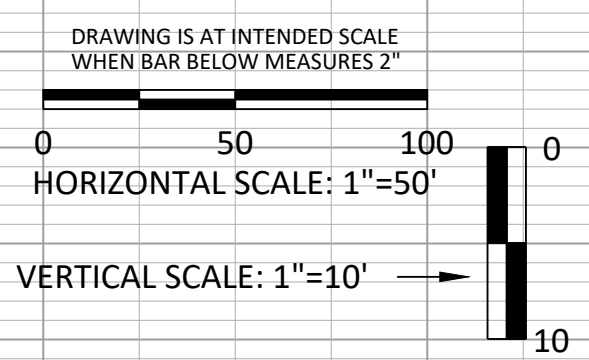 DRAWING IS AT INTENDED SCALE
WHEN BAR BELOW MEASURES 2"
0 50 100
0
HORIZONTAL SCALE: 1"=50'
VERTICAL SCALE: 1"=10'
10